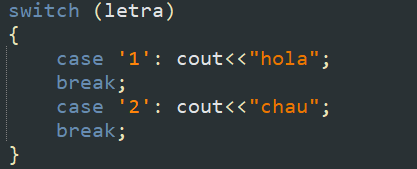 switch (letra)
{
case '1': cout<<"hola";
break;
case '2': cout<<"chau";
break;
}